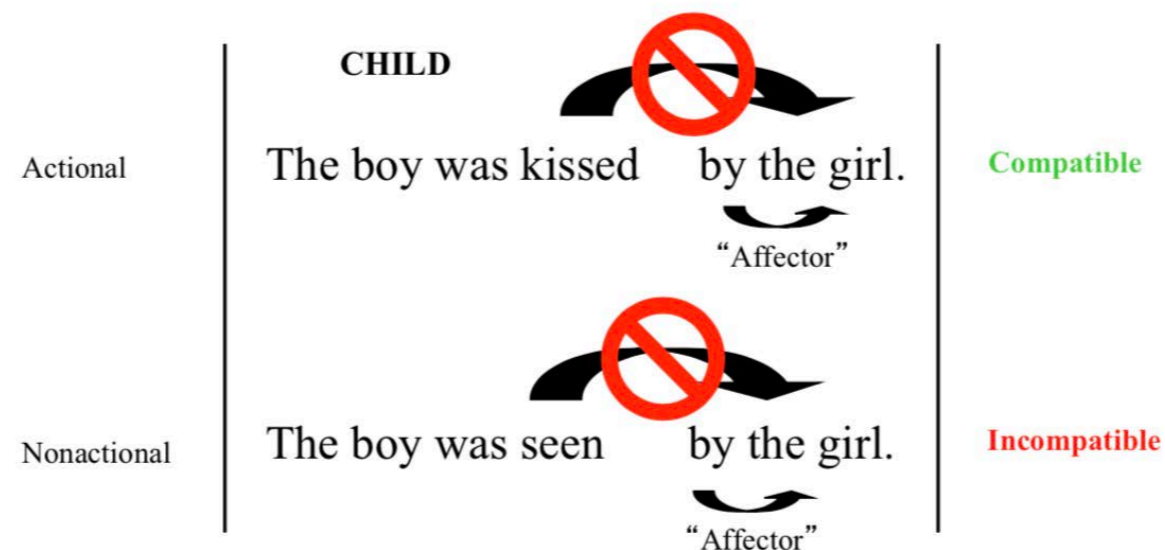 CHILD
Actional The boy was kissed by the girl. Compatible
“Affector”
Nonactional The boy was seen by the girl. Incompatible
“Affector”